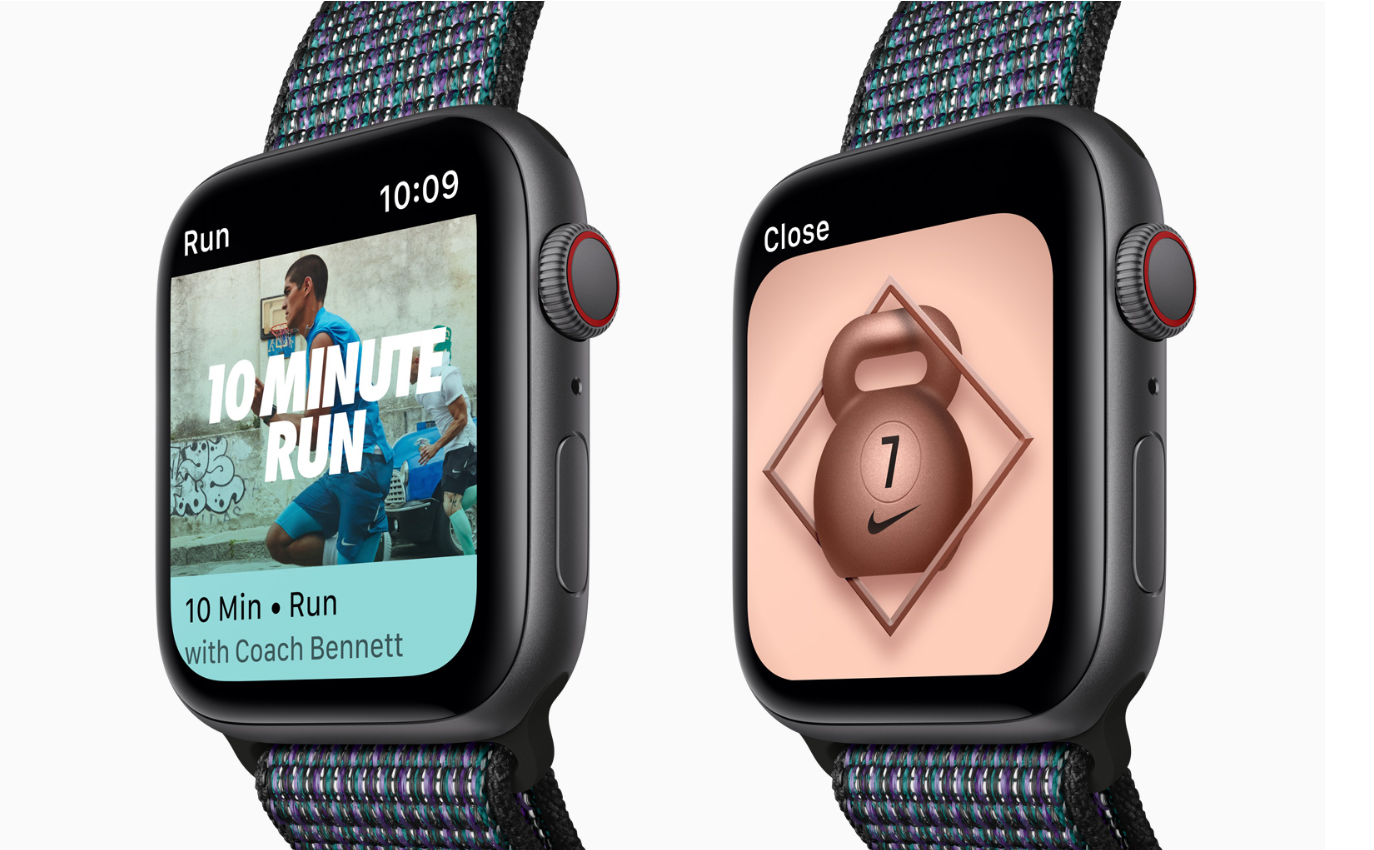 10:09
Run
10 MINUTE
RUN
10 Min • Run
with Coach Bennett
Close
7